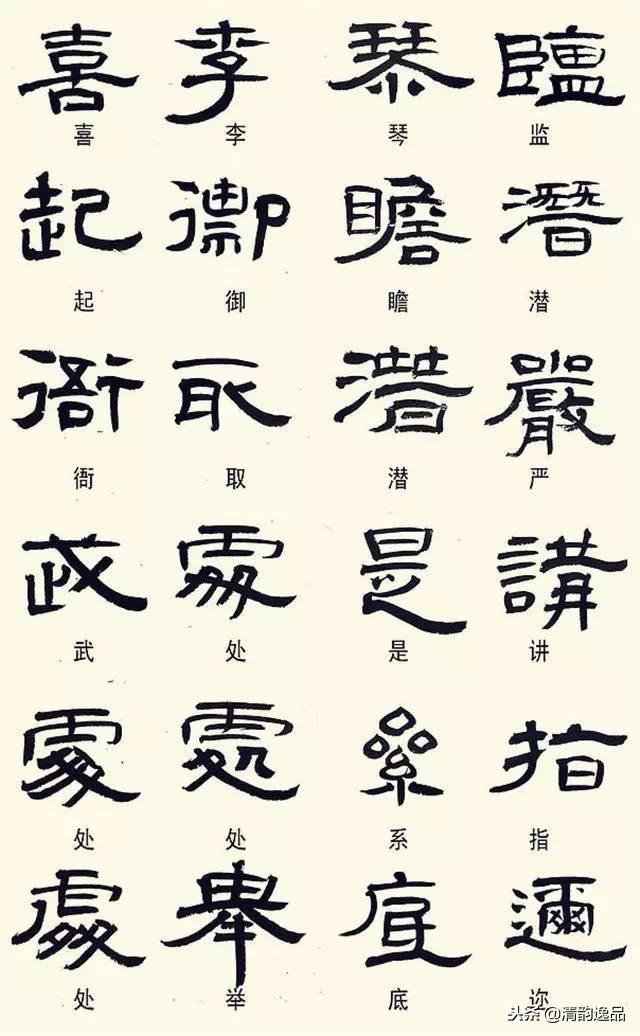 喜 李 琴 監
喜 李 琴 监
起 御 瞻 潛
起 御 瞻 潜
衙 取 潛 嚴
衙 取 潜 严
武 處 是 講
武 处 是 讲
處 處 系 指
处 处 系 指
處 舉 底 邇
处 举 底 迩
头条@清韵逸品